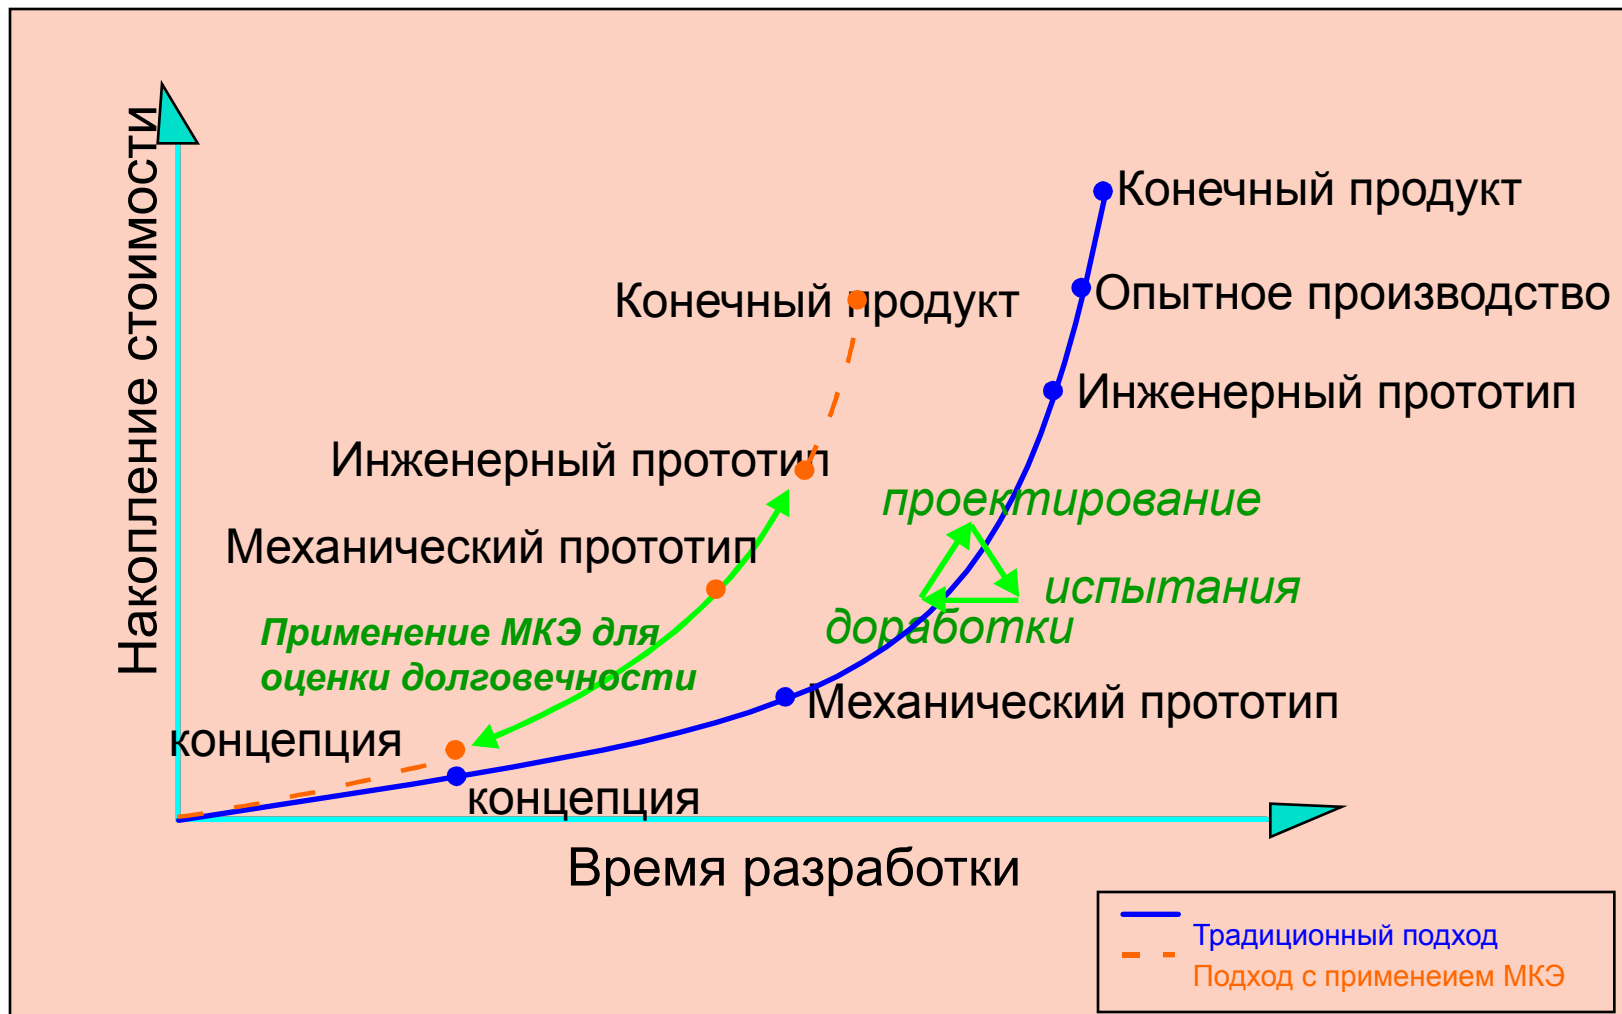 Накопление стоимости
Конечный продукт
Опытное производство
Конечный продукт
Инженерный прототип
Инженерный прототип
проектирование
Механический прототип
испытания
доработки
Применение МКЭ для
оценки долговечности
Механический прототип
концепция
концепция
Время разработки
Традиционный подход
Подход с применеием МКЭ